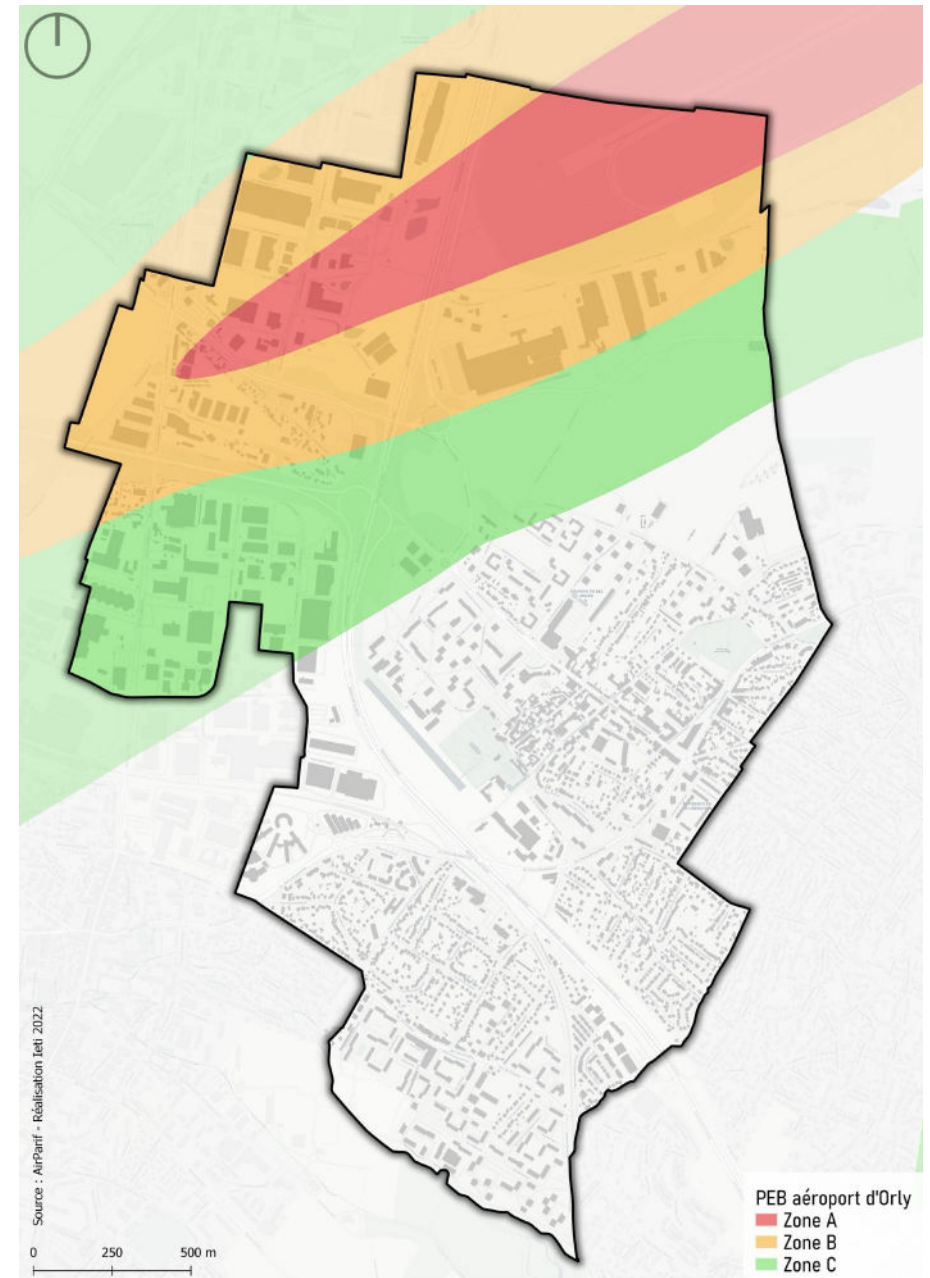 Source : AirParif - Réalisation Ieti 2022
0 250 500 m
PEB aéroport d'Orly
Zone A
Zone B
Zone C